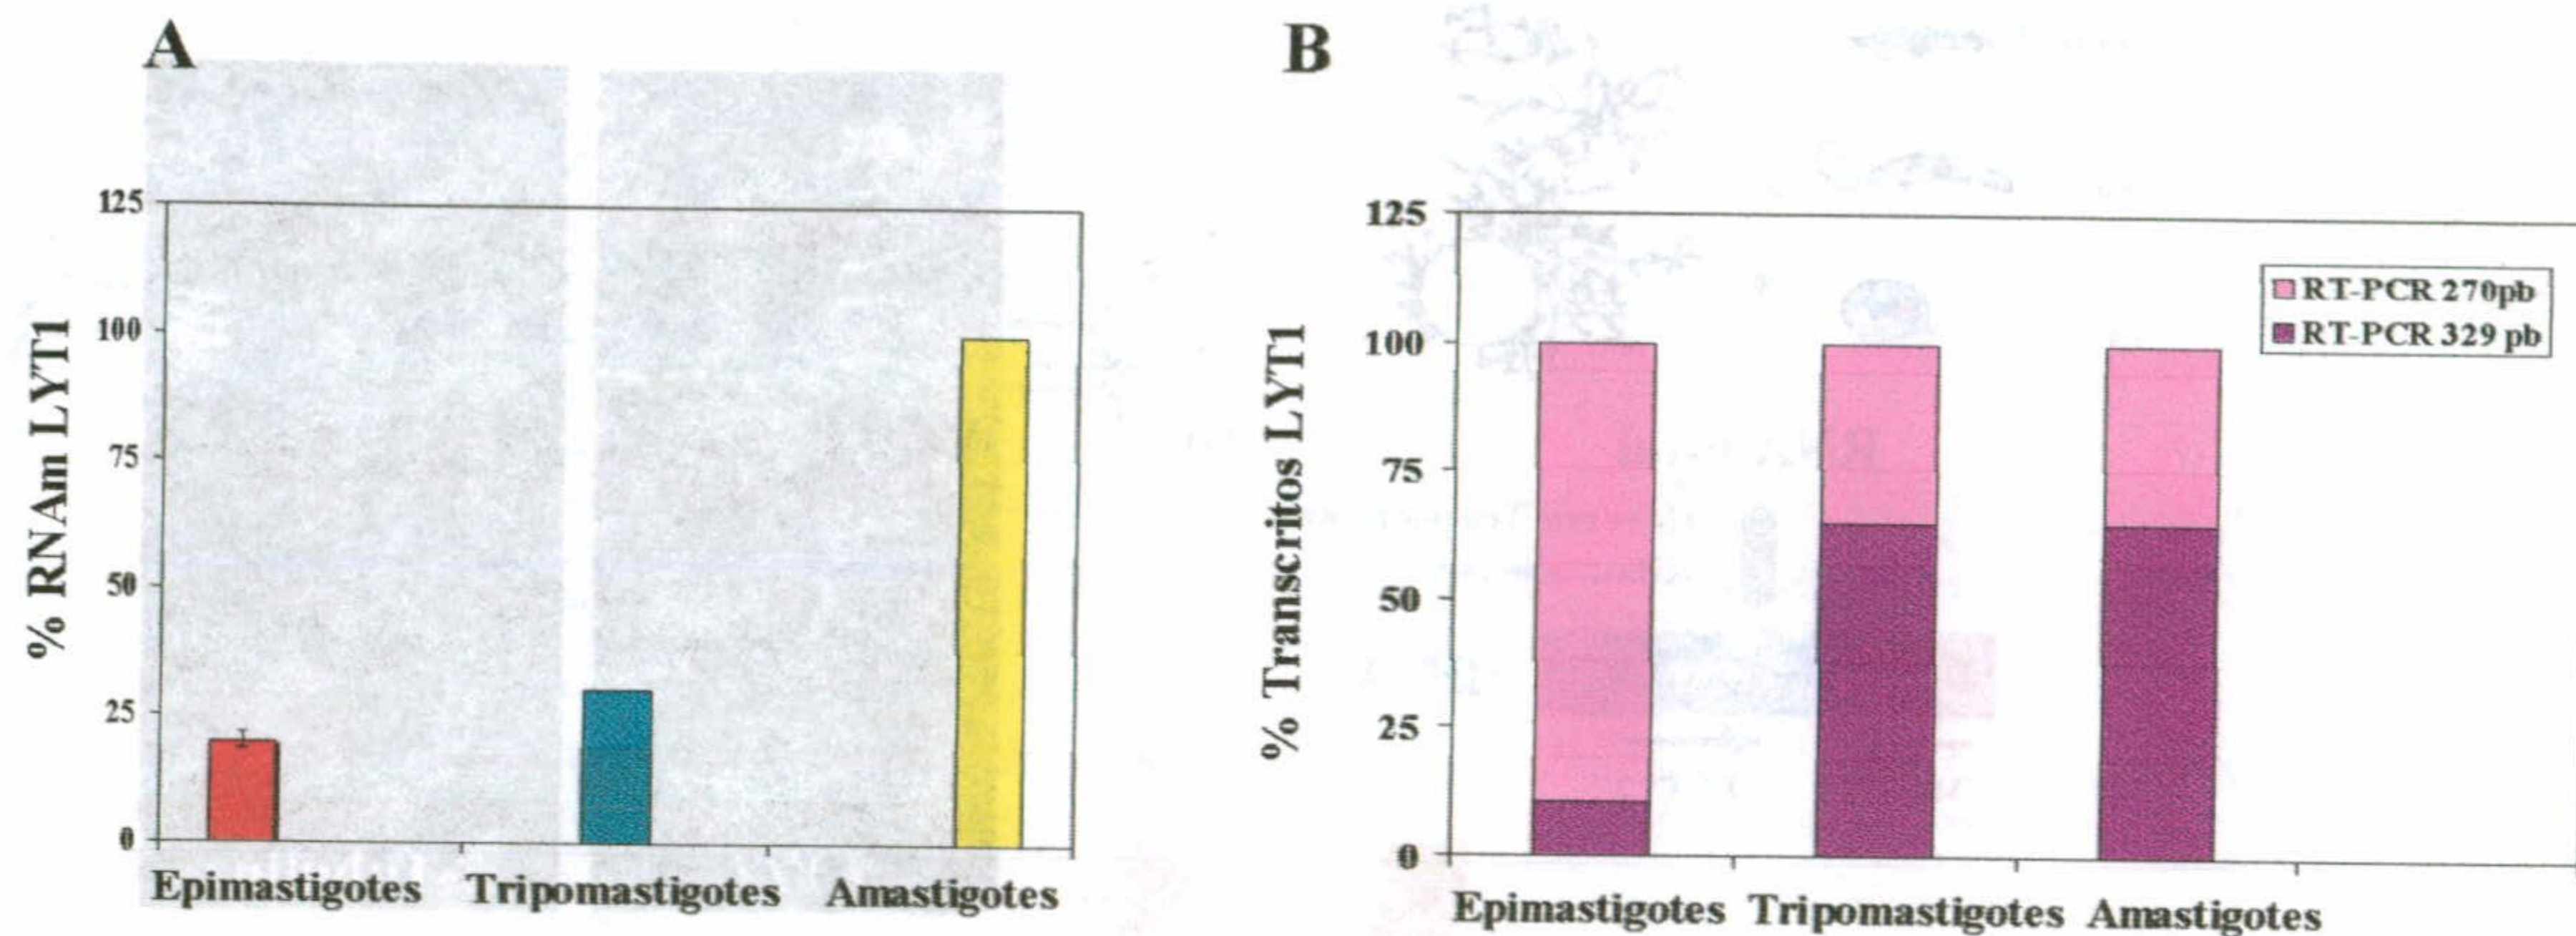 A
% RNAm LYT1
125
100
75
50
25
0
Epimastigotes Tripomastigotes Amastigotes
B
% Transcritos LYT1
125
100
75
50
25
0
RT-PCR 270pb
RT-PCR 329 pb
Epimastigotes Tripomastigotes Amastigotes